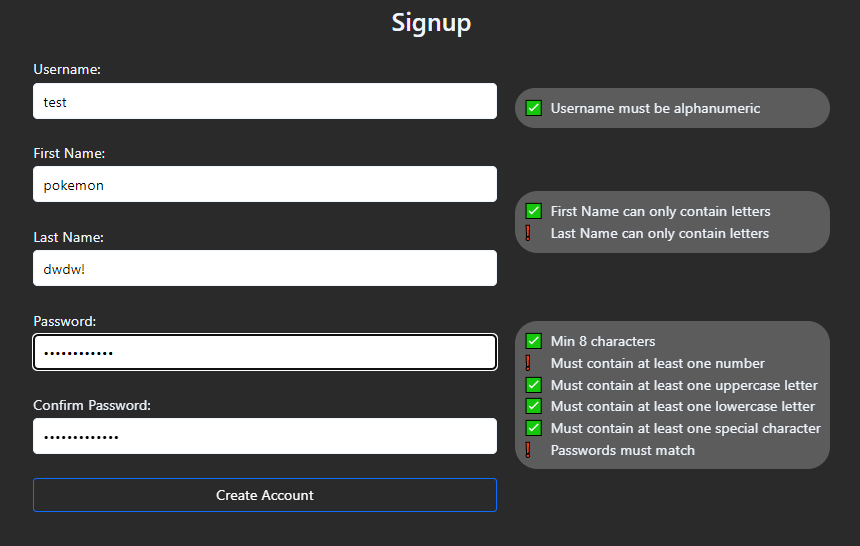 Signup
Username:
test
✅ Username must be alphanumeric
First Name:
pokemon
✅ First Name can only contain letters
❗ Last Name can only contain letters
Last Name:
dwdw!
Password:
••••••••••••
✅ Min 8 characters
❗ Must contain at least one number
✅ Must contain at least one uppercase letter
✅ Must contain at least one lowercase letter
✅ Must contain at least one special character
❗ Passwords must match
Confirm Password:
•••••••••••••
Create Account